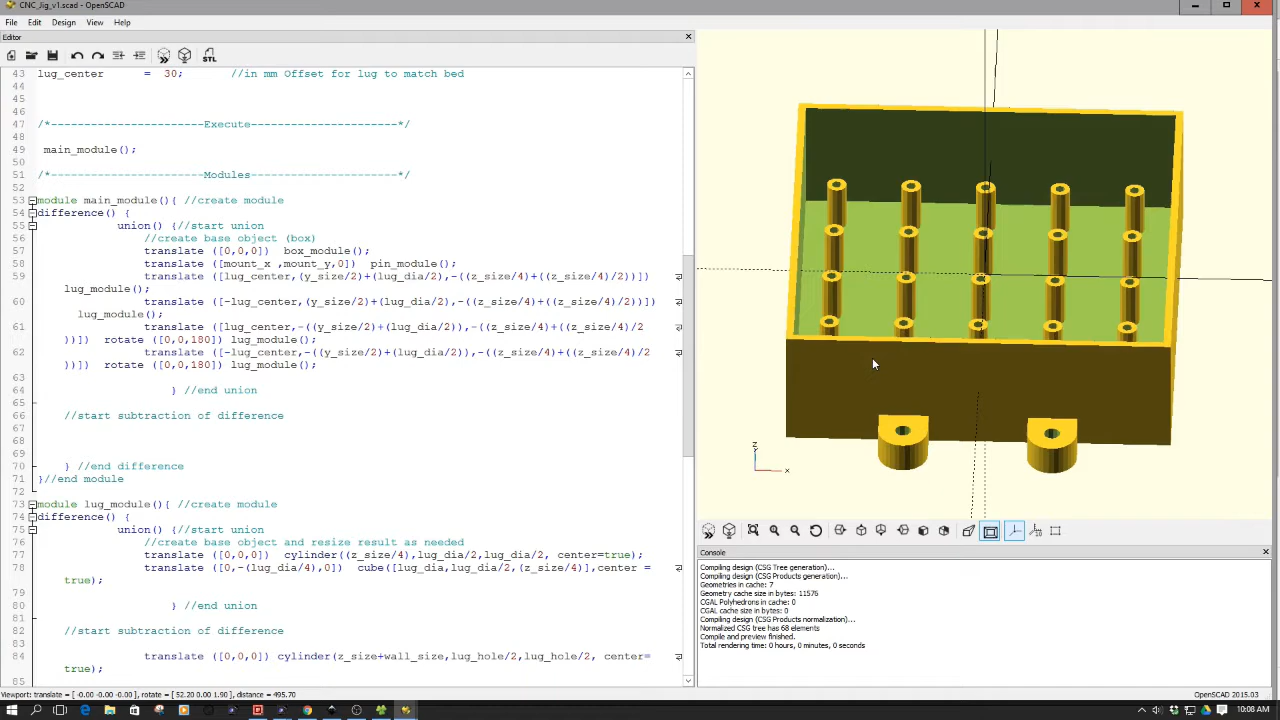 CNC_Jig_v1.scad - OpenSCAD
File Edit Design View Help
Editor
STL
43 lug_center = 30; //in mm Offset for lug to match bed
44
45
46
47 /*-----------------------Execute----------------------*/
48
49 main_module();
50
51 /*-----------------------Modules----------------------*/
52
53 module main_module(){ //create module
54 difference() {
55 union() {//start union
56 //create base object (box)
57 translate ([0,0,0]) box_module();
58 translate ([mount_x ,mount_y,0]) pin_module();
59 translate ([lug_center,(y_size/2)+(lug_dia/2),-((z_size/4)+((z_size/4)/2))])
lug_module();
60 translate ([-lug_center,(y_size/2)+(lug_dia/2),-((z_size/4)+((z_size/4)/2))])
lug_module();
61 translate ([lug_center,-((y_size/2)+(lug_dia/2)),-((z_size/4)+((z_size/4)/2
))]) rotate ([0,0,180]) lug_module();
62 translate ([-lug_center,-((y_size/2)+(lug_dia/2)),-((z_size/4)+((z_size/4)/2
))]) rotate ([0,0,180]) lug_module();
63
64 } //end union
65
66 //start subtraction of difference
67
68
69
70 } //end difference
71 }//end module
72
73 module lug_module(){ //create module
74 difference() {
75 union() {//start union
76 //create base object and resize result as needed
77 translate ([0,0,0]) cylinder((z_size/4),lug_dia/2,lug_dia/2, center=true);
78 translate ([0,-(lug_dia/4),0]) cube([lug_dia,lug_dia/2,(z_size/4)],center =
true);
79
80 } //end union
81
82 //start subtraction of difference
83
84 translate ([0,0,0]) cylinder(z_size+wall_size,lug_hole/2,lug_hole/2, center=
true);
85
z
y
x
Console
Compiling design (CSG Tree generation)...
Compiling design (CSG Products generation)...
Geometries in cache: 7
Geometry cache size in bytes: 11576
CGAL Polyhedrons in cache: 0
CGAL cache size in bytes: 0
Compiling design (CSG Products normalization)...
Normalized CSG tree has 68 elements
Compile and preview finished.
Total rendering time: 0 hours, 0 minutes, 0 seconds
Viewport: translate = [ -0.00 -0.00 -0.00 ], rotate = [ 52.20 0.00 1.90 ], distance = 495.70
OpenSCAD 2015.03
10:08 AM